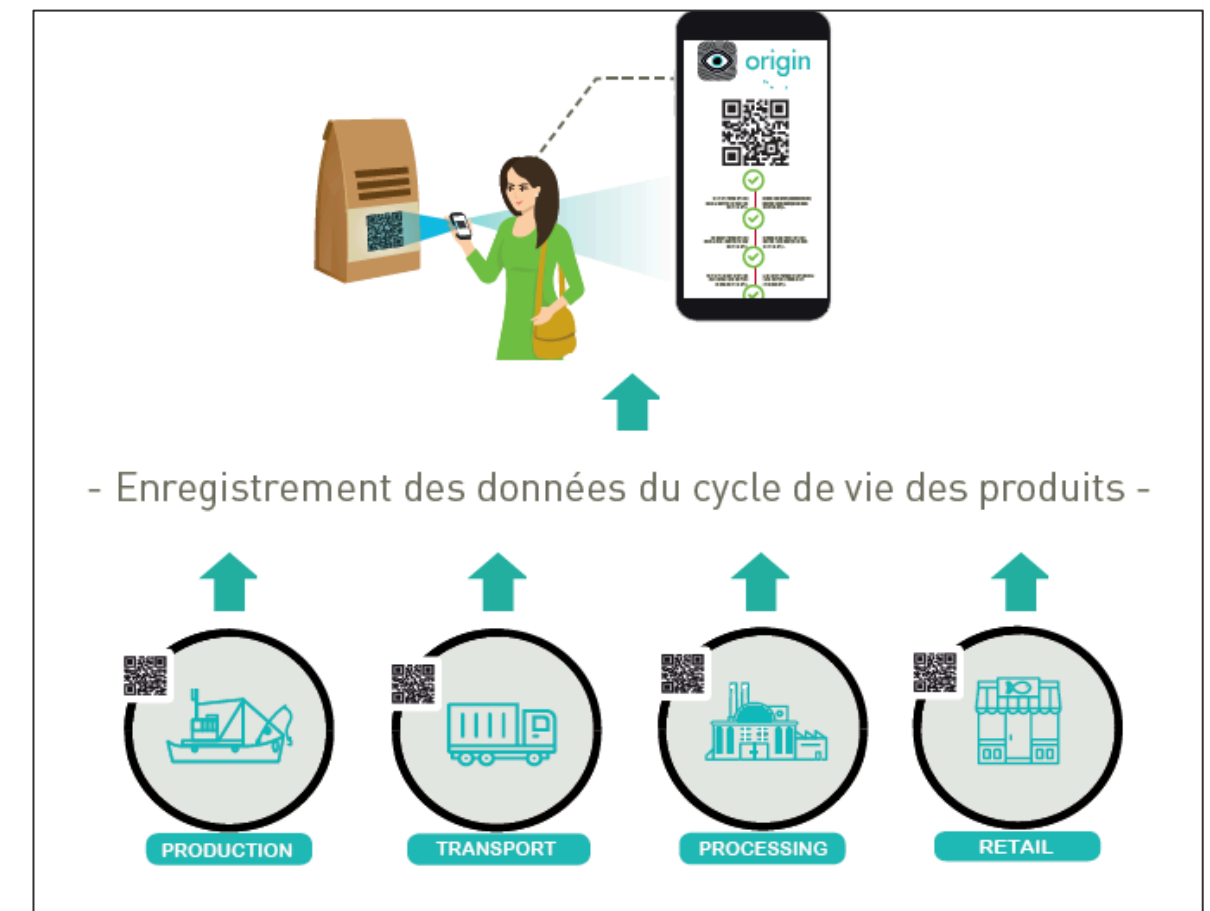 origin
- Enregistrement des données du cycle de vie des produits -
PRODUCTION
TRANSPORT
PROCESSING
RETAIL